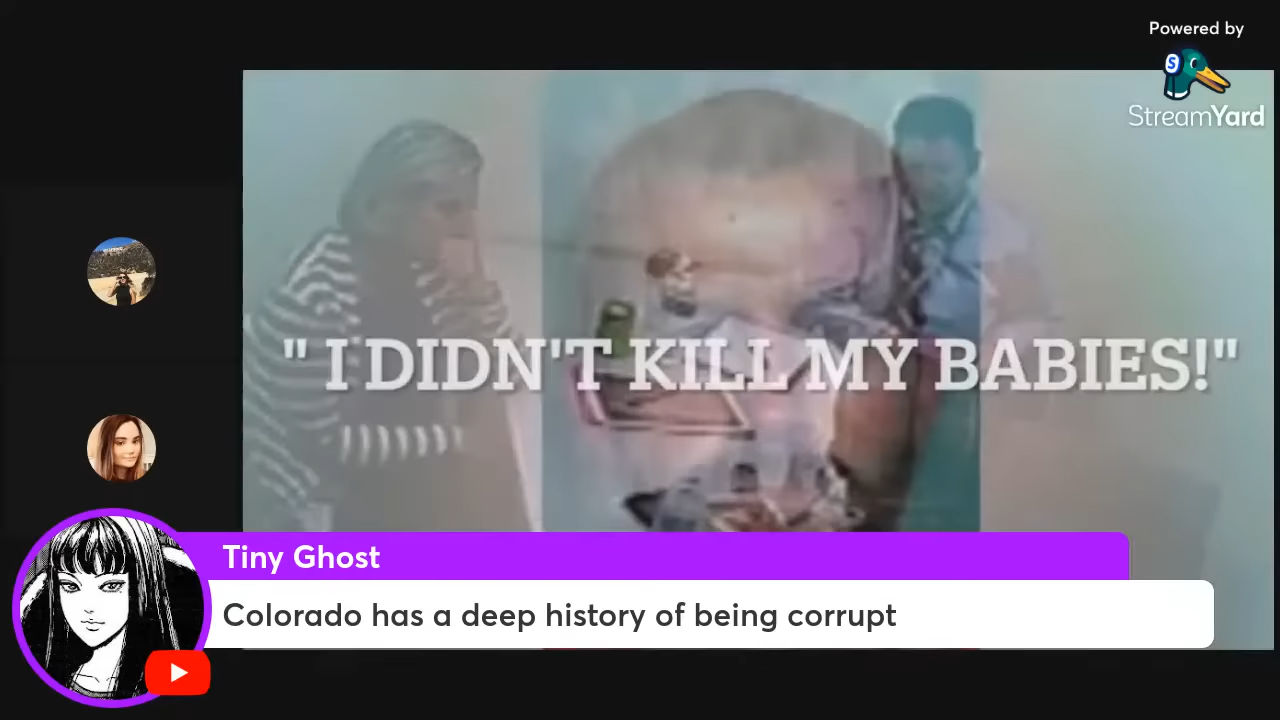 Powered by
StreamYard
" I DIDN'T KILL MY BABIES!"
Tiny Ghost
Colorado has a deep history of being corrupt